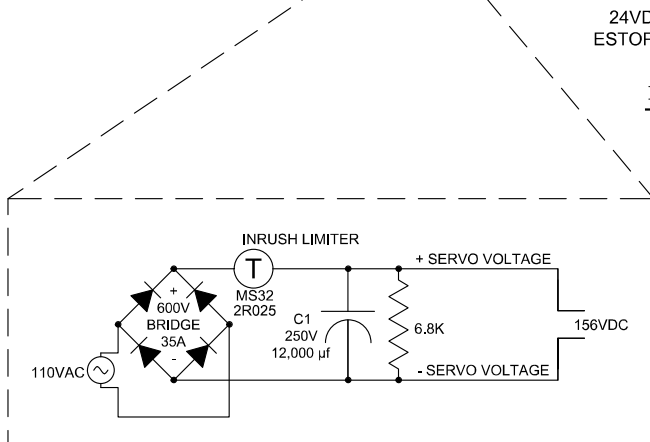 24VD
ESTOF
INRUSH LIMITER
T
MS32
2R025
+ SERVO VOLTAGE
+
600V
BRIDGE
35A
-
C1
250V
12,000 µf
6.8K
156VDC
110VAC
- SERVO VOLTAGE